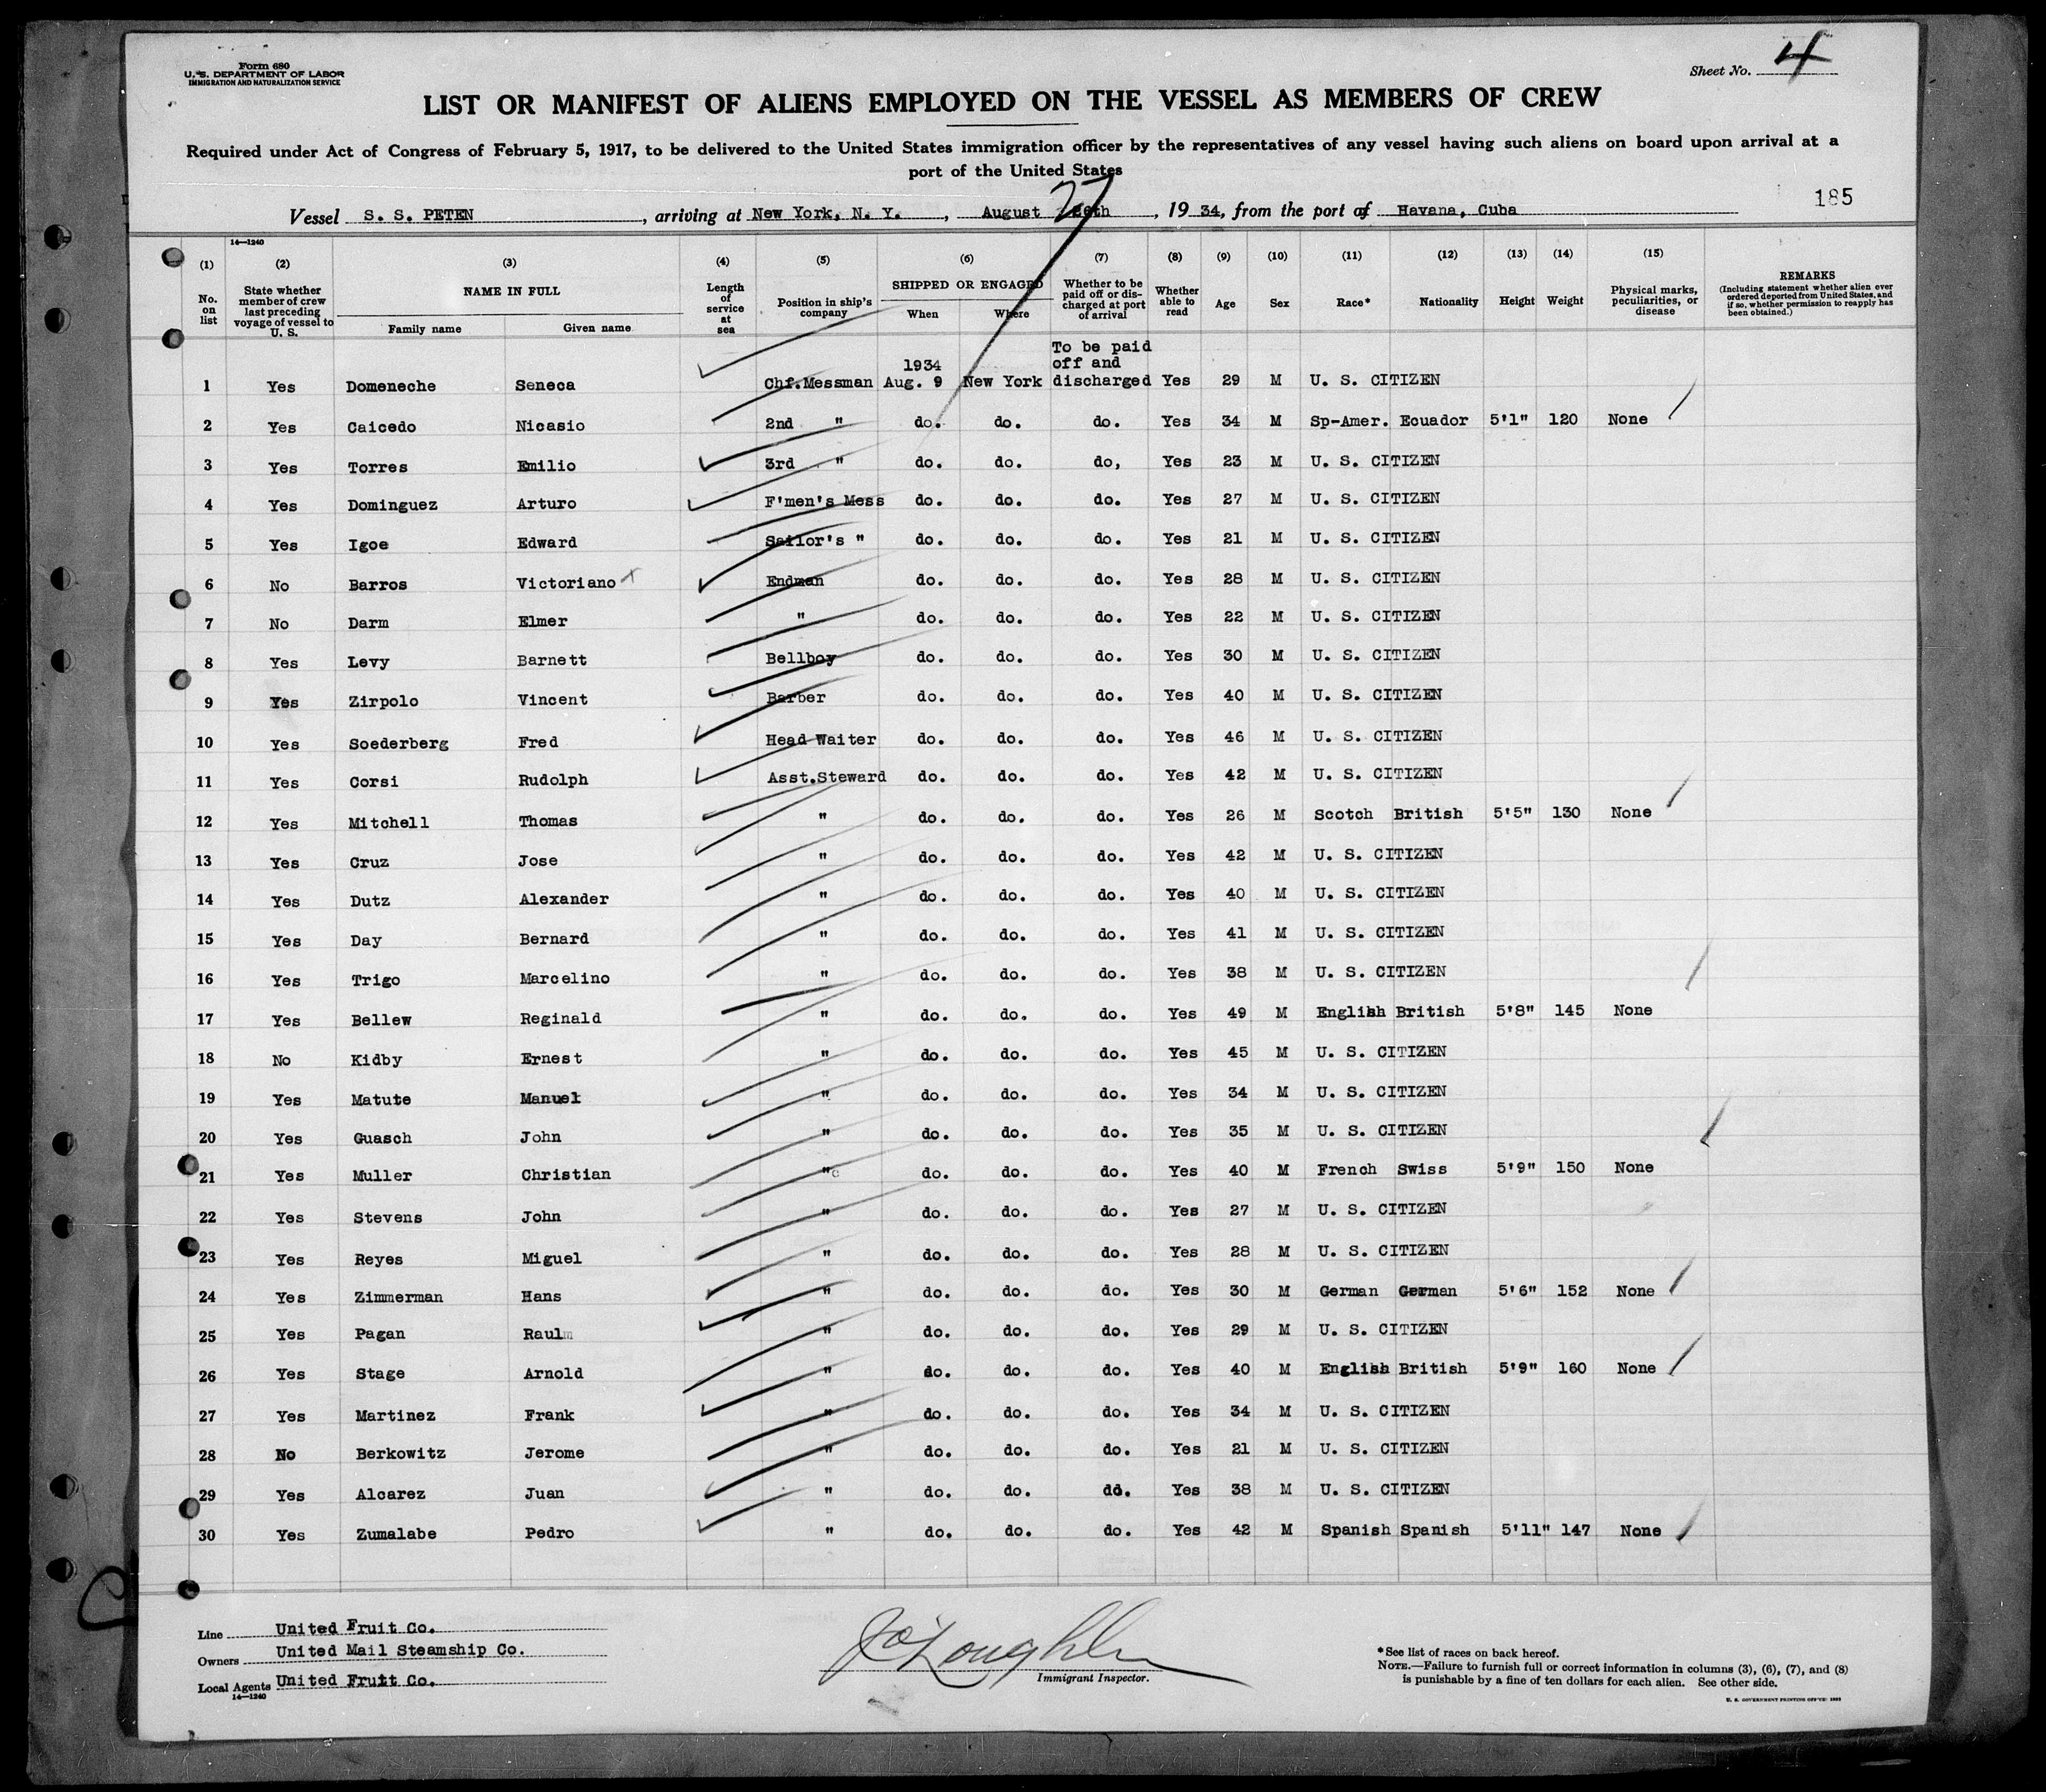 Form 680
U. S. DEPARTMENT OF LABOR
IMMIGRATION AND NATURALIZATION SERVICE
Sheet No. 4
LIST OR MANIFEST OF ALIENS EMPLOYED ON THE VESSEL AS MEMBERS OF CREW
Required under Act of Congress of February 5, 1917, to be delivered to the United States immigration officer by the representatives of any vessel having such aliens on board upon arrival at a
port of the United States
185
Vessel S. S. PETEN, arriving at New York, N. Y., August 27, 1934, from the port of Havana, Cuba
14—1240
(1) (2) (3) (4) (5) (6) (7) (8) (9) (10) (11) (12) (13) (14) (15)
No. on list
State whether member of crew last preceding voyage of vessel to U. S.
NAME IN FULL
Family name
Given name
Length of service at sea
Position in ship's company
SHIPPED OR ENGAGED
When
Where
Whether to be paid off or discharged at port of arrival
Whether able to read
Age
Sex
Race*
Nationality
Height
Weight
Physical marks, peculiarities, or disease
REMARKS
(Including statement whether alien ever ordered deported from United States, and if so, whether permission to reapply has been obtained.)
1 Yes Domeneche Seneca Chf.Messman 1934 Aug. 9 New York To be paid off and discharged Yes 29 M U. S. CITIZEN
2 Yes Caicedo Nicasio 2nd " do. do. do. Yes 34 M Sp-Amer. Ecuador 5'1" 120 None
3 Yes Torres Emilio 3rd " do. do. do, Yes 23 M U. S. CITIZEN
4 Yes Dominguez Arturo F'men's Mess do. do. do. Yes 27 M U. S. CITIZEN
5 Yes Igoe Edward Sailor's " do. do. do. Yes 21 M U. S. CITIZEN
6 No Barros Victoriano Endman do. do. do. Yes 28 M U. S. CITIZEN
7 No Darm Elmer " do. do. do. Yes 22 M U. S. CITIZEN
8 Yes Levy Barnett Bellboy do. do. do. Yes 30 M U. S. CITIZEN
9 Yes Zirpolo Vincent Barber do. do. do. Yes 40 M U. S. CITIZEN
10 Yes Soederberg Fred Head Waiter do. do. do. Yes 46 M U. S. CITIZEN
11 Yes Corsi Rudolph Asst.Steward do. do. do. Yes 42 M U. S. CITIZEN
12 Yes Mitchell Thomas " do. do. do. Yes 26 M Scotch British 5'5" 130 None
13 Yes Cruz Jose " do. do. do. Yes 42 M U. S. CITIZEN
14 Yes Dutz Alexander " do. do. do. Yes 40 M U. S. CITIZEN
15 Yes Day Bernard " do. do. do. Yes 41 M U. S. CITIZEN
16 Yes Trigo Marcelino " do. do. do. Yes 38 M U. S. CITIZEN
17 Yes Bellew Reginald " do. do. do. Yes 49 M English British 5'8" 145 None
18 No Kidby Ernest " do. do. do. Yes 45 M U. S. CITIZEN
19 Yes Matute Manuel " do. do. do. Yes 34 M U. S. CITIZEN
20 Yes Guasch John " do. do. do. Yes 35 M U. S. CITIZEN
21 Yes Muller Christian " do. do. do. Yes 40 M French Swiss 5'9" 150 None
22 Yes Stevens John " do. do. do. Yes 27 M U. S. CITIZEN
23 Yes Reyes Miguel " do. do. do. Yes 28 M U. S. CITIZEN
24 Yes Zimmerman Hans " do. do. do. Yes 30 M German German 5'6" 152 None
25 Yes Pagan Raul " do. do. do. Yes 29 M U. S. CITIZEN
26 Yes Stage Arnold " do. do. do. Yes 40 M English British 5'9" 160 None
27 Yes Martinez Frank " do. do. do. Yes 34 M U. S. CITIZEN
28 No Berkowitz Jerome " do. do. do. Yes 21 M U. S. CITIZEN
29 Yes Alcarez Juan " do. do. do. Yes 38 M U. S. CITIZEN
30 Yes Zumalabe Pedro " do. do. do. Yes 42 M Spanish Spanish 5'11" 147 None
Line United Fruit Co.
Owners United Mail Steamship Co.
Local Agents United Fruit Co.
14—1240
Immigrant Inspector.
*See list of races on back hereof.
NOTE.—Failure to furnish full or correct information in columns (3), (6), (7), and (8)
is punishable by a fine of ten dollars for each alien. See other side.